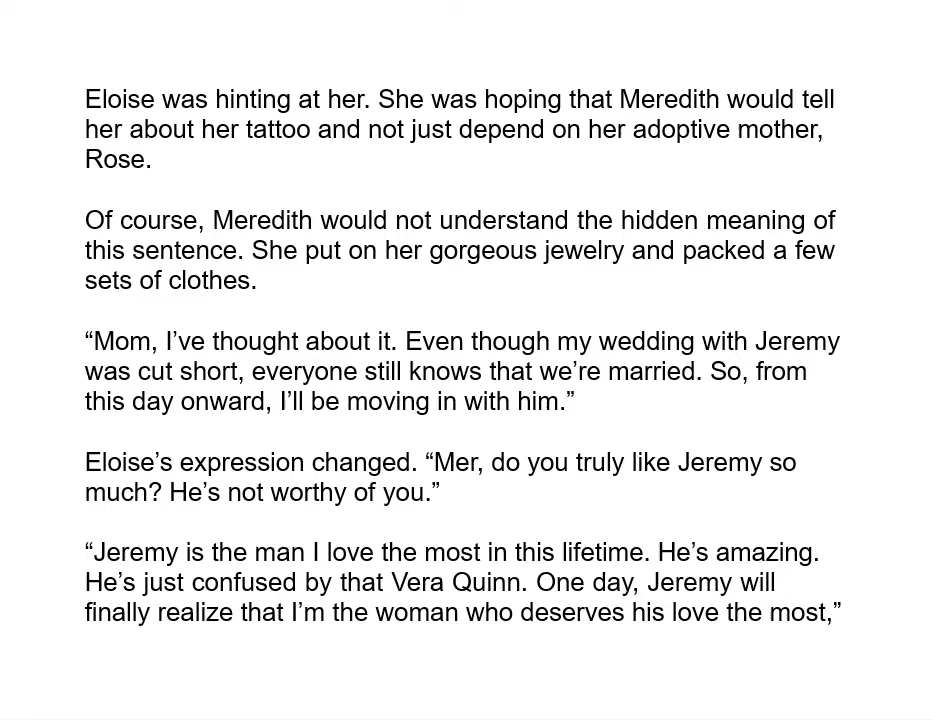 Eloise was hinting at her. She was hoping that Meredith would tell
her about her tattoo and not just depend on her adoptive mother,
Rose.
Of course, Meredith would not understand the hidden meaning of
this sentence. She put on her gorgeous jewelry and packed a few
sets of clothes.
“Mom, I’ve thought about it. Even though my wedding with Jeremy
was cut short, everyone still knows that we’re married. So, from
this day onward, I’ll be moving in with him.”
Eloise’s expression changed. “Mer, do you truly like Jeremy so
much? He’s not worthy of you.”
“Jeremy is the man I love the most in this lifetime. He’s amazing.
He’s just confused by that Vera Quinn. One day, Jeremy will
finally realize that I’m the woman who deserves his love the most,”